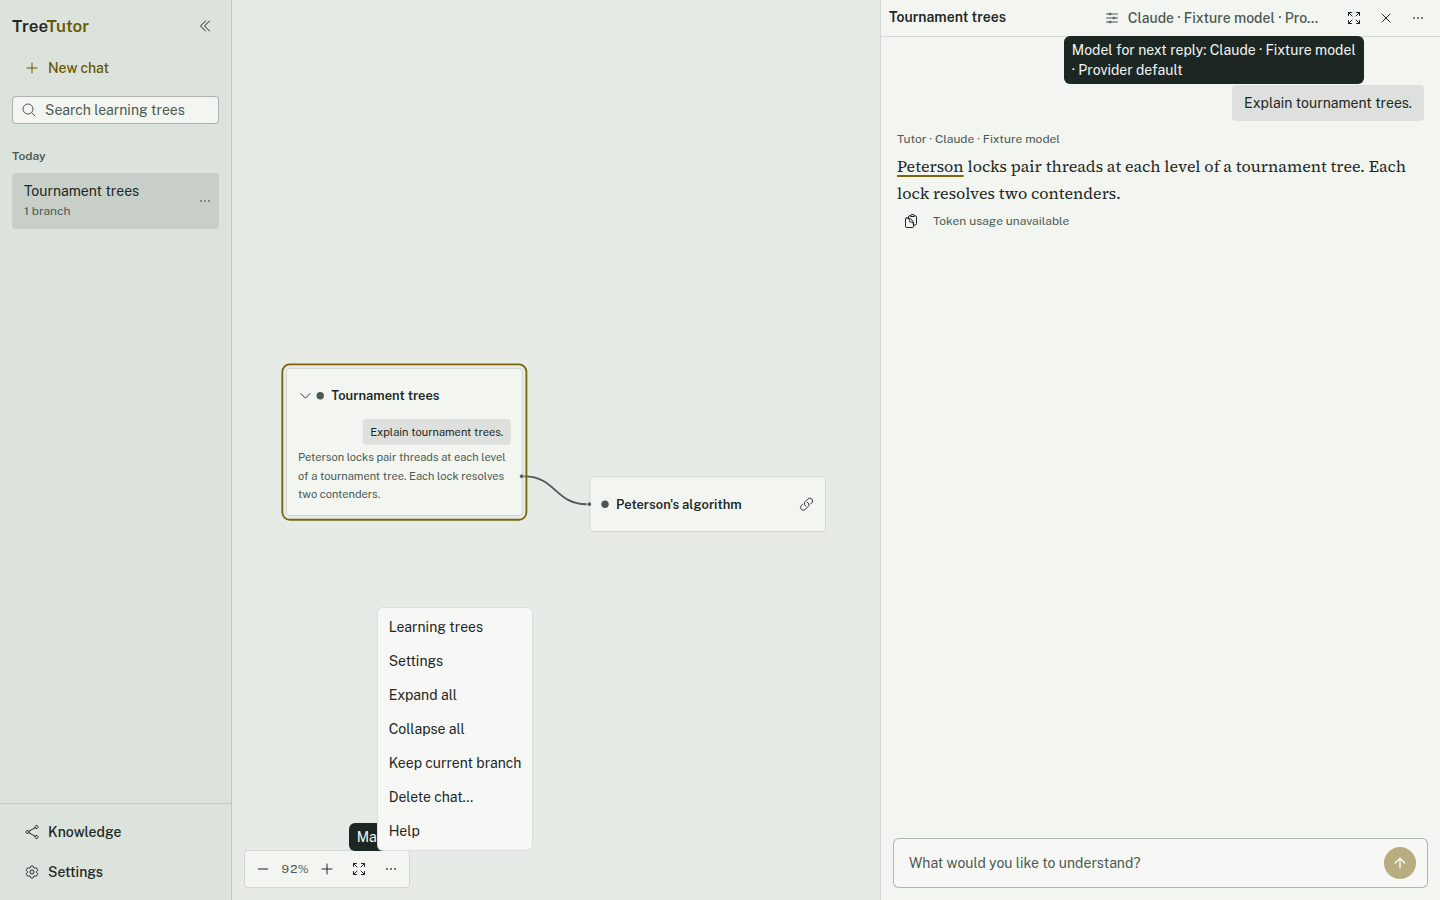 TreeTutor
New chat
Search learning trees
Today
Tournament trees
1 branch
Knowledge
Settings
Tournament trees
Explain tournament trees.
Peterson locks pair threads at each level
of a tournament tree. Each lock resolves
two contenders.
Peterson's algorithm
Learning trees
Settings
Expand all
Collapse all
Keep current branch
Delete chat...
Help
92%
Tournament trees
Claude · Fixture model · Pro...
Model for next reply: Claude · Fixture model
· Provider default
Explain tournament trees.
Tutor · Claude · Fixture model
Peterson locks pair threads at each level of a tournament tree. Each
lock resolves two contenders.
Token usage unavailable
What would you like to understand?